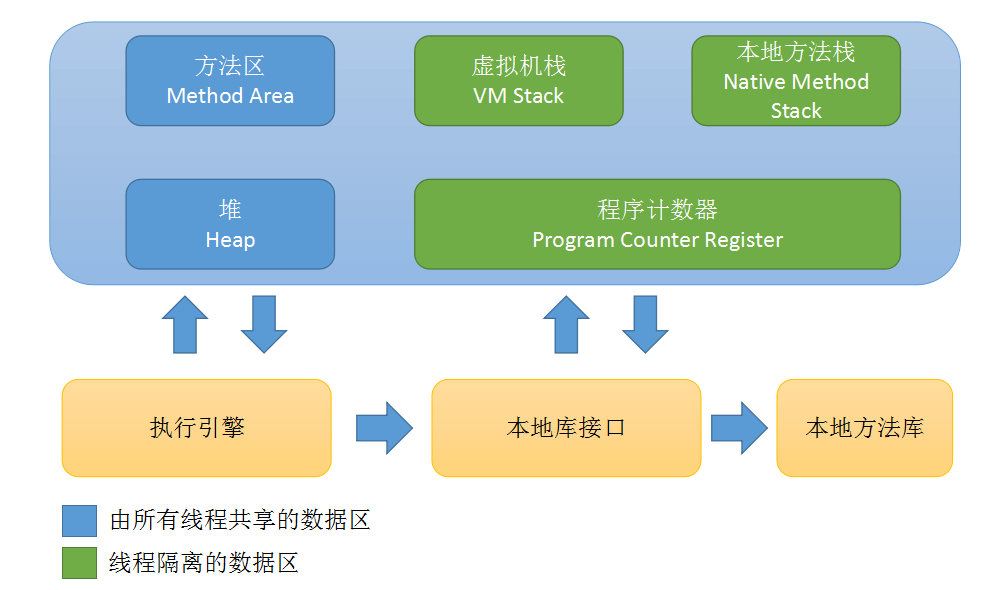 方法区
Method Area
虚拟机栈
VM Stack
本地方法栈
Native Method
Stack
堆
Heap
程序计数器
Program Counter Register
执行引擎
本地库接口
本地方法库
由所有线程共享的数据区
线程隔离的数据区